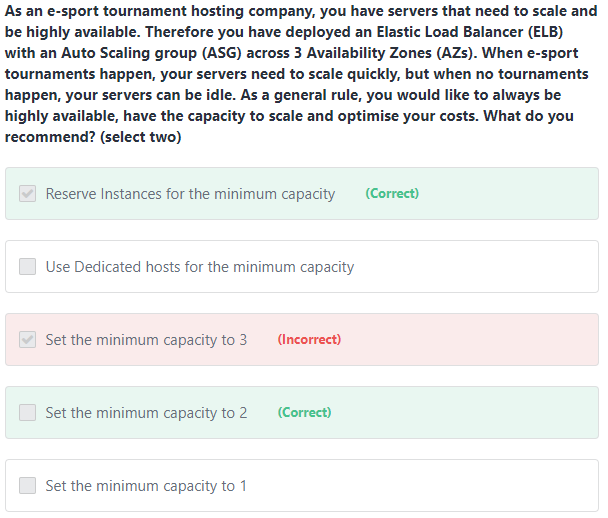 As an e-sport tournament hosting company, you have servers that need to scale and
be highly available. Therefore you have deployed an Elastic Load Balancer (ELB)
with an Auto Scaling group (ASG) across 3 Availability Zones (AZs). When e-sport
tournaments happen, your servers need to scale quickly, but when no tournaments
happen, your servers can be idle. As a general rule, you would like to always be
highly available, have the capacity to scale and optimise your costs. What do you
recommend? (select two)
Reserve Instances for the minimum capacity (Correct)
Use Dedicated hosts for the minimum capacity
Set the minimum capacity to 3 (Incorrect)
Set the minimum capacity to 2 (Correct)
Set the minimum capacity to 1